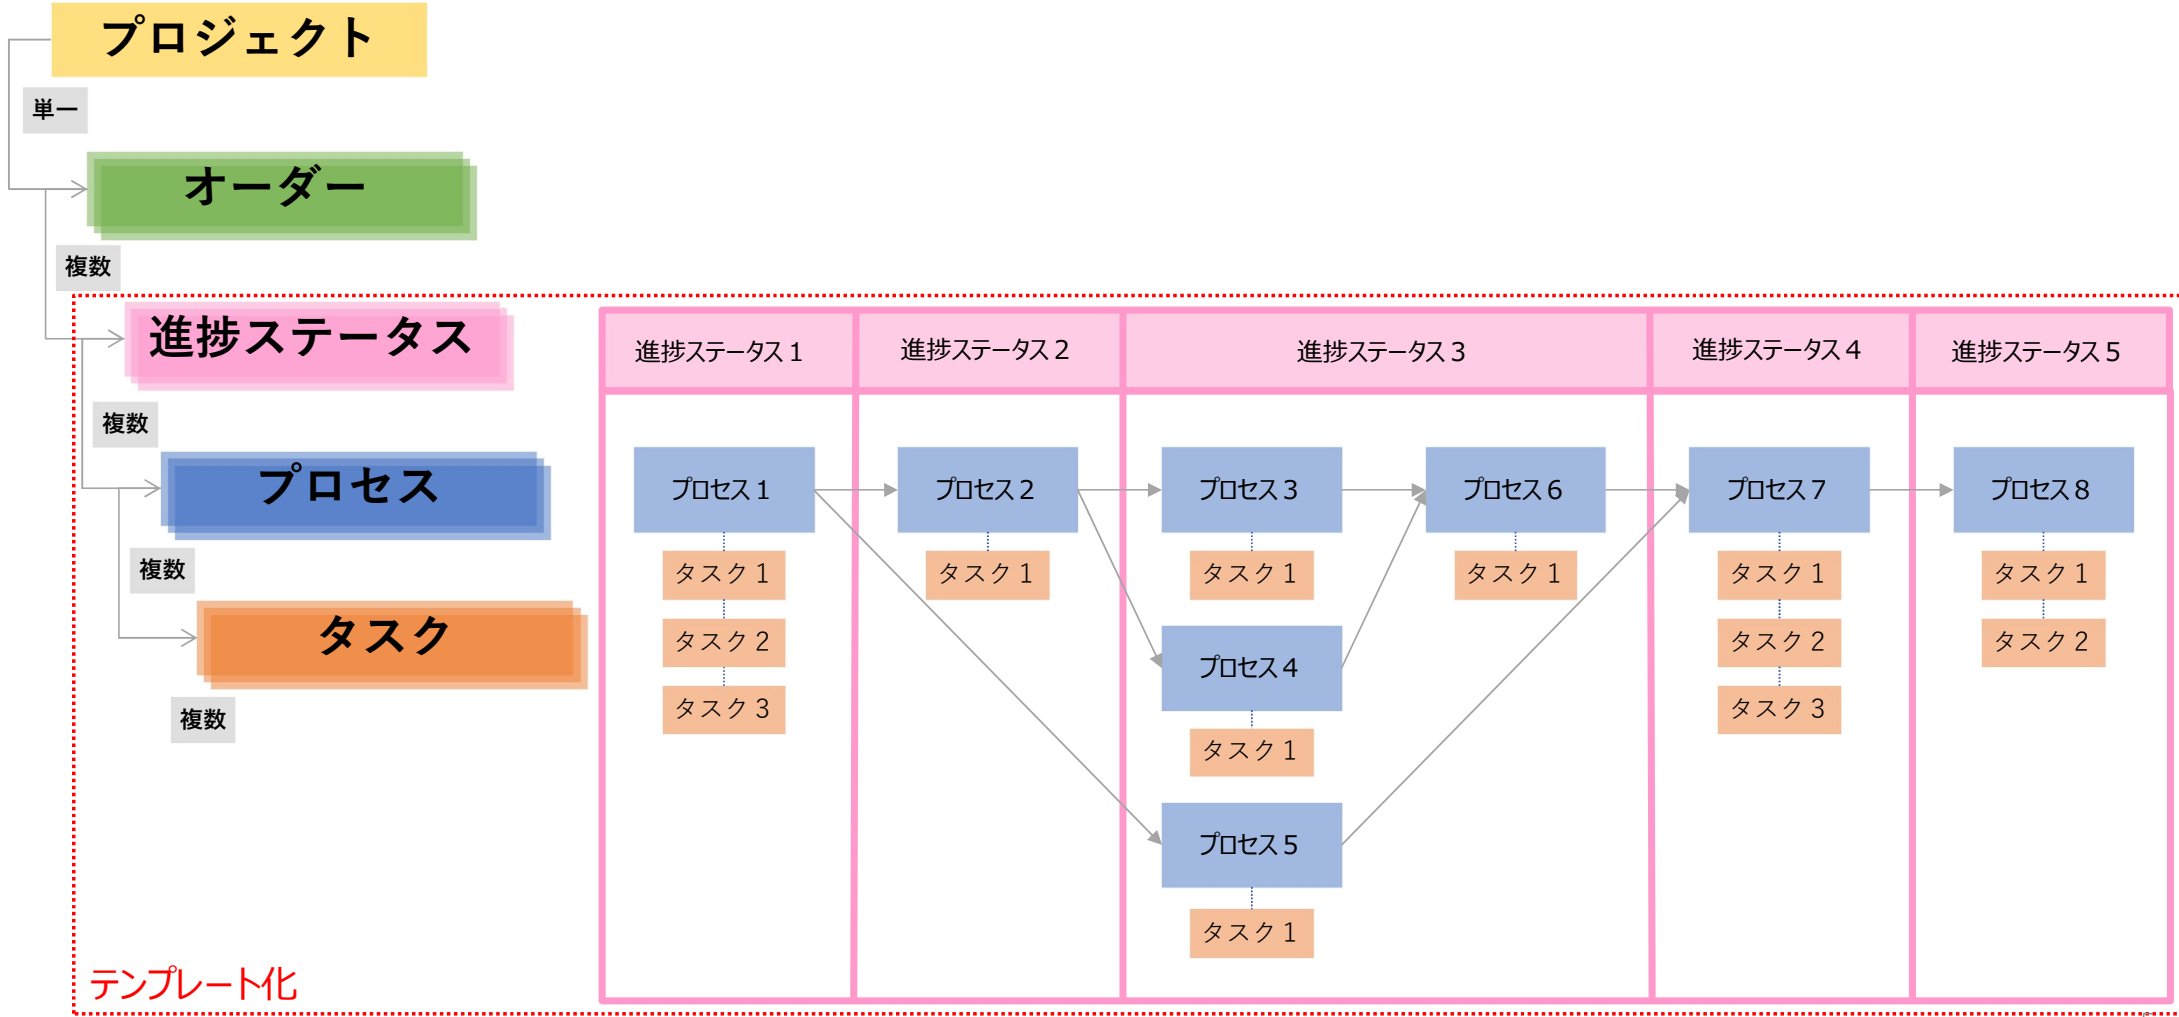 プロジェクト
単一
オーダー
複数
進捗ステータス
複数
プロセス
複数
タスク
複数
テンプレート化
進捗ステータス1
進捗ステータス2
進捗ステータス3
進捗ステータス4
進捗ステータス5
プロセス1
プロセス2
プロセス3
プロセス6
プロセス7
プロセス8
タスク1
タスク1
タスク1
タスク1
タスク1
タスク1
タスク2
プロセス4
タスク2
タスク2
タスク3
タスク3
タスク1
プロセス5
タスク1